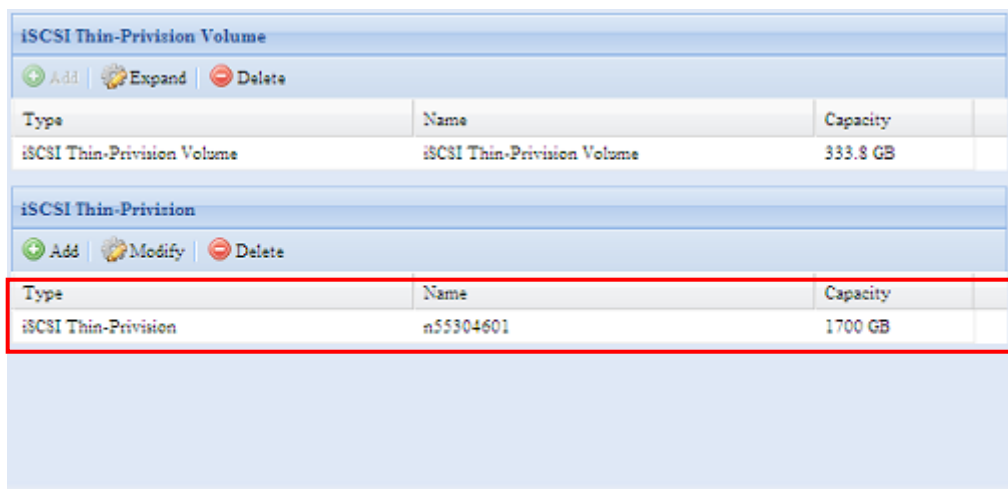 iSCSI Thin-Privision Volume
Add Expand Delete
Type Name Capacity
iSCSI Thin-Privision Volume iSCSI Thin-Privision Volume 333.8 GB
iSCSI Thin-Privision
Add Modify Delete
Type Name Capacity
iSCSI Thin-Privision n55304601 1700 GB